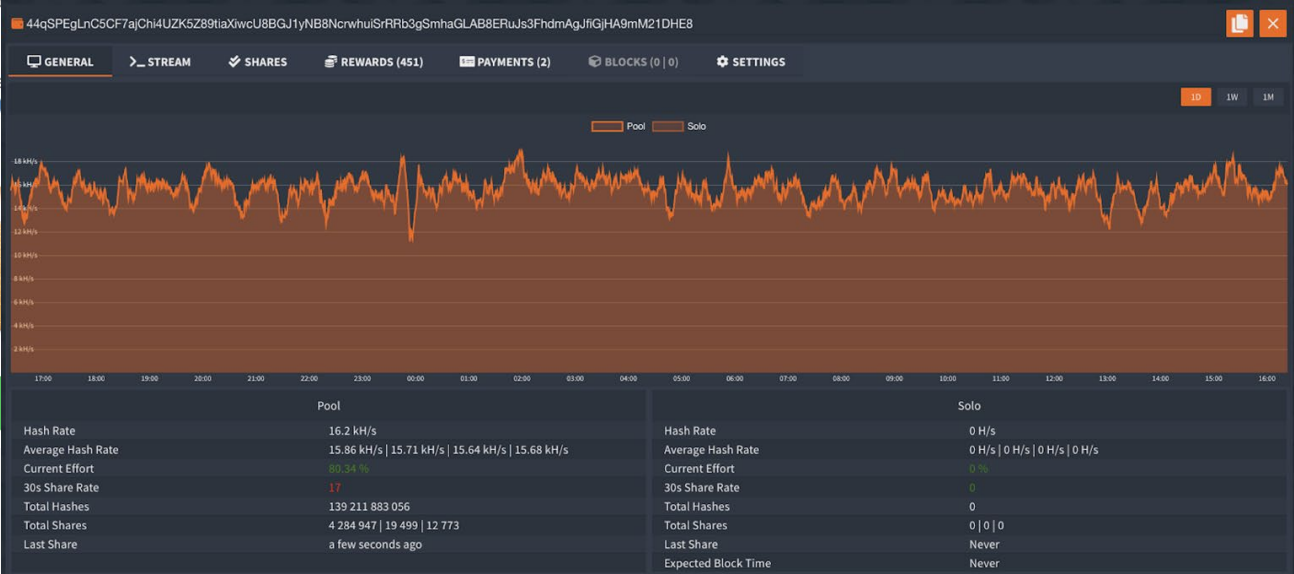 44qSPEgLnC5CF7ajChi4UZK5Z89tiaXiwcU8BGJ1yNB8NcrwhuiSrRRb3gSmhaGLAB8ERuJs3FhdmAgJfiGjHA9mM21DHE8
GENERAL STREAM SHARES REWARDS (451) PAYMENTS (2) BLOCKS (0 | 0) SETTINGS
1D 1W 1M
Pool Solo
18 kH/s
16 kH/s
14 kH/s
12 kH/s
10 kH/s
8 kH/s
6 kH/s
4 kH/s
2 kH/s
17:00 18:00 19:00 20:00 21:00 22:00 23:00 00:00 01:00 02:00 03:00 04:00 05:00 06:00 07:00 08:00 09:00 10:00 11:00 12:00 13:00 14:00 15:00 16:00
Pool
Hash Rate 16.2 kH/s
Average Hash Rate 15.86 kH/s | 15.71 kH/s | 15.64 kH/s | 15.68 kH/s
Current Effort 80.34 %
30s Share Rate 17
Total Hashes 139 211 883 056
Total Shares 4 284 947 | 19 499 | 12 773
Last Share a few seconds ago
Solo
Hash Rate 0 H/s
Average Hash Rate 0 H/s | 0 H/s | 0 H/s | 0 H/s
Current Effort 0 %
30s Share Rate 0
Total Hashes 0
Total Shares 0 | 0 | 0
Last Share Never
Expected Block Time Never